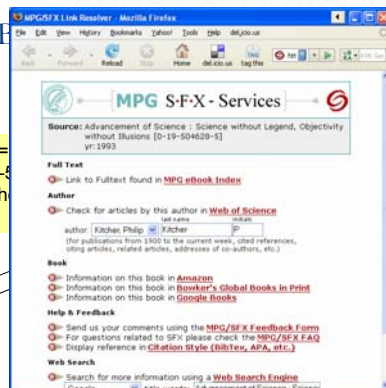 MPG/SFX Link Resolver - Mozilla Firefox
File Edit View History Bookmarks Yahoo! Tools Help del.icio.us
Back Forward Reload Stop Home del.icio.us tag this
MPG S·F·X - Services
Source: Advancement of Science : Science without Legend, Objectivity
without Illusions [0-19-504628-5]
yr:1993
Full Text
Link to Fulltext found in MPG eBook Index
Author
Check for articles by this author in Web of Science
last name initials
author Kitcher, Philip Kitcher P
(for publications from 1900 to the current week, cited references,
citing articles, related articles, addresses of co-authors, etc.)
Book
Information on this book in Amazon
Information on this book in Bowker's Global Books in Print
Information on this book in Google Books
Help & Feedback
Send us your comments using the MPG/SFX Feedback Form
For questions related to SFX please check the MPG/SFX FAQ
Display reference in Citation Style (BibTex, APA, etc.)
Web Search
Search for more information using a Web Search Engine